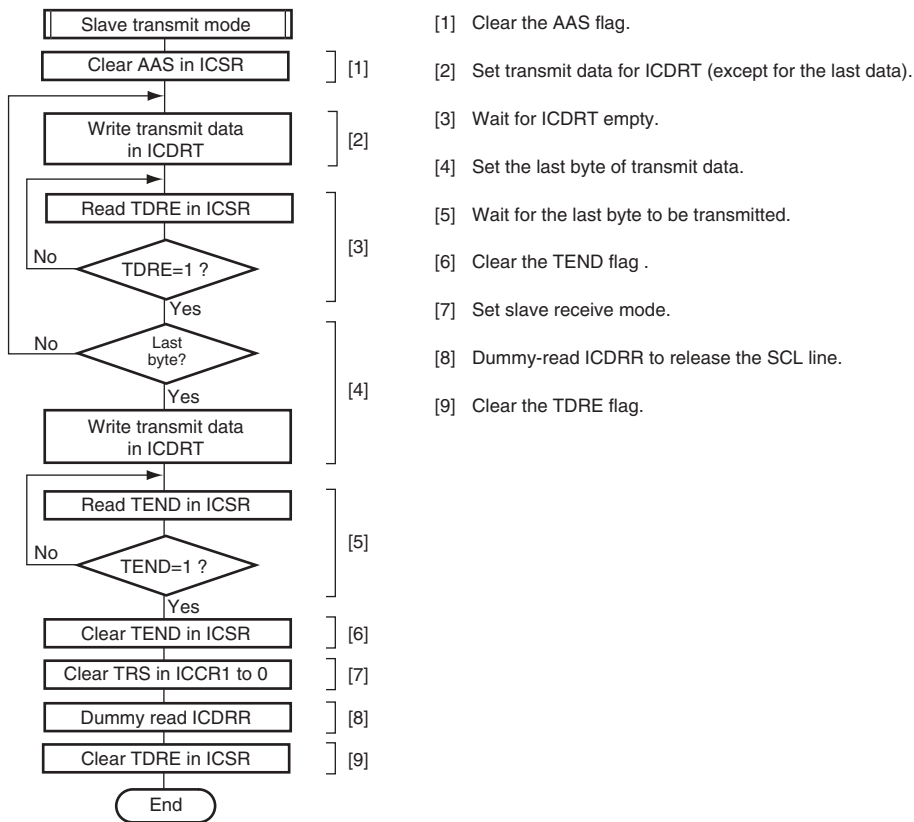 Slave transmit mode
Clear AAS in ICSR
[1]
Write transmit data
in ICDRT
[2]
Read TDRE in ICSR
No
TDRE=1 ?
[3]
Yes
No
Last
byte?
Yes
[4]
Write transmit data
in ICDRT
Read TEND in ICSR
No
TEND=1 ?
[5]
Yes
Clear TEND in ICSR
[6]
Clear TRS in ICCR1 to 0
[7]
Dummy read ICDRR
[8]
Clear TDRE in ICSR
[9]
End
[1] Clear the AAS flag.
[2] Set transmit data for ICDRT (except for the last data).
[3] Wait for ICDRT empty.
[4] Set the last byte of transmit data.
[5] Wait for the last byte to be transmitted.
[6] Clear the TEND flag .
[7] Set slave receive mode.
[8] Dummy-read ICDRR to release the SCL line.
[9] Clear the TDRE flag.